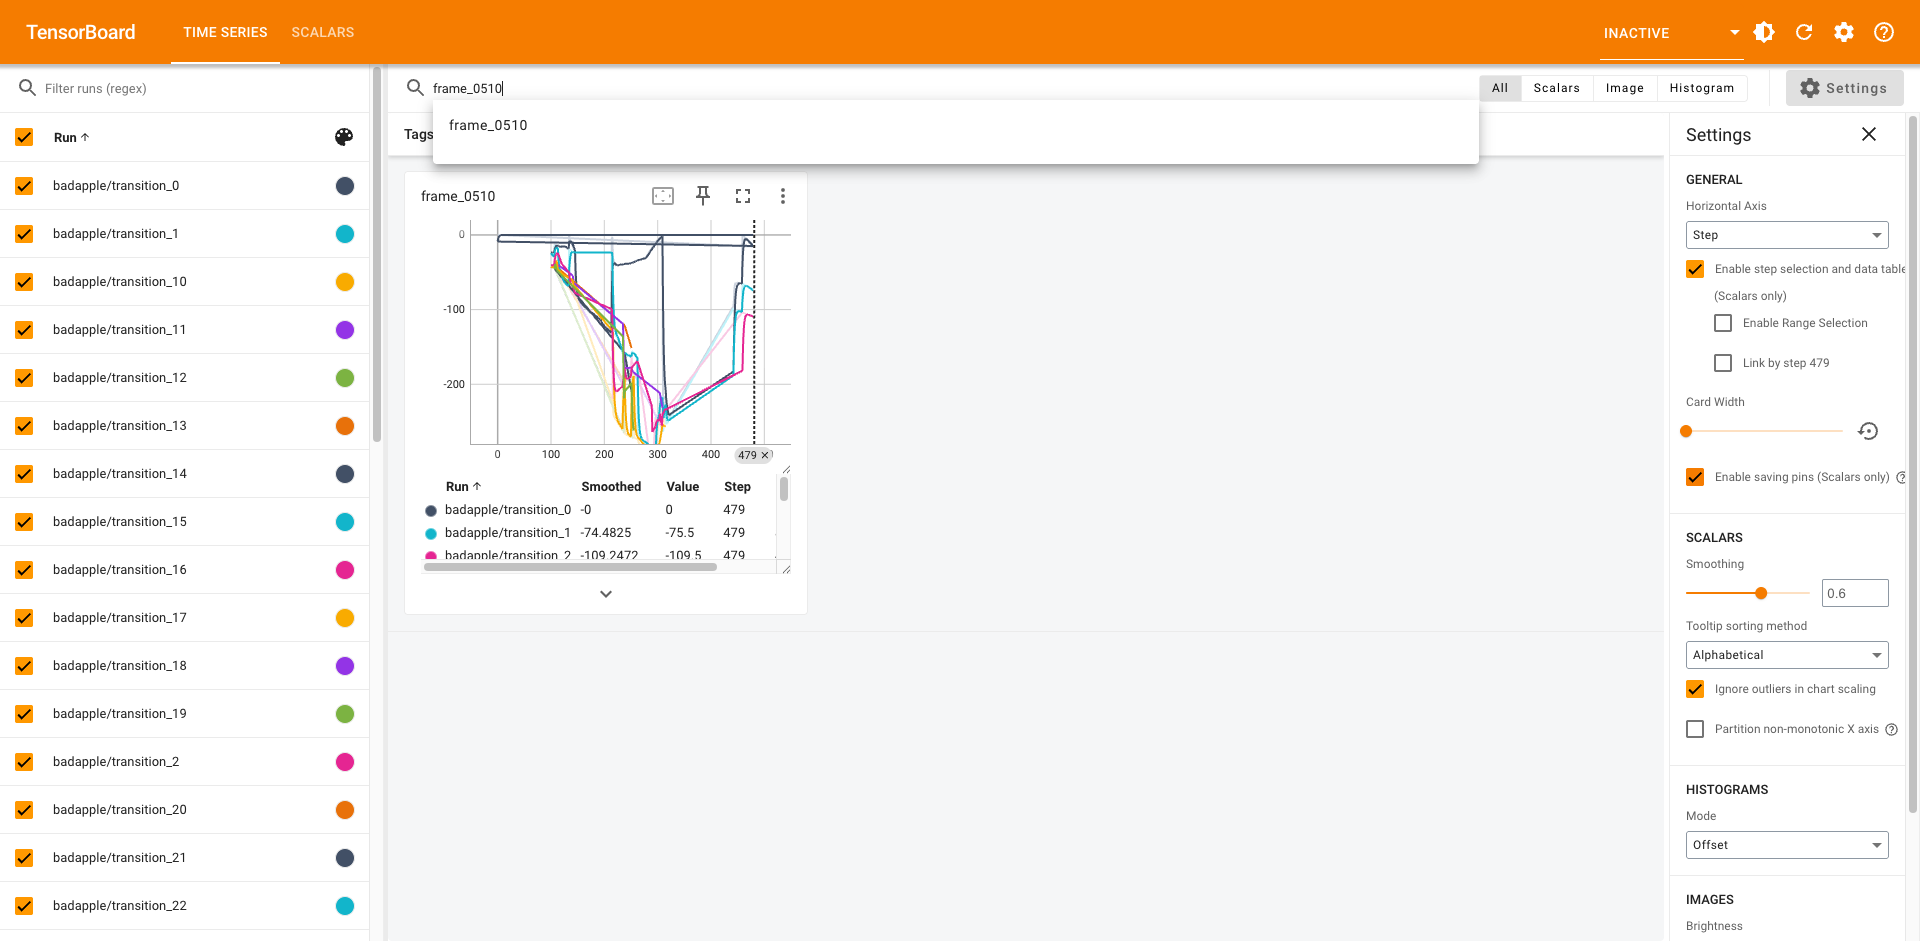 TensorBoard
TIME SERIES
SCALARS
INACTIVE
Filter runs (regex)
Run
badapple/transition_0
badapple/transition_1
badapple/transition_10
badapple/transition_11
badapple/transition_12
badapple/transition_13
badapple/transition_14
badapple/transition_15
badapple/transition_16
badapple/transition_17
badapple/transition_18
badapple/transition_19
badapple/transition_2
badapple/transition_20
badapple/transition_21
badapple/transition_22
frame_0510
frame_0510
All
Scalars
Image
Histogram
Settings
Tags
frame_0510
0
-100
-200
0
100
200
300
400
479
Run Smoothed Value Step
badapple/transition_0 -0 0 479
badapple/transition_1 -74.4825 -75.5 479
badapple/transition_2 -109.2472 -109.5 479
Settings
GENERAL
Horizontal Axis
Step
Enable step selection and data table
(Scalars only)
Enable Range Selection
Link by step 479
Card Width
Enable saving pins (Scalars only)
SCALARS
Smoothing
0.6
Tooltip sorting method
Alphabetical
Ignore outliers in chart scaling
Partition non-monotonic X axis
HISTOGRAMS
Mode
Offset
IMAGES
Brightness